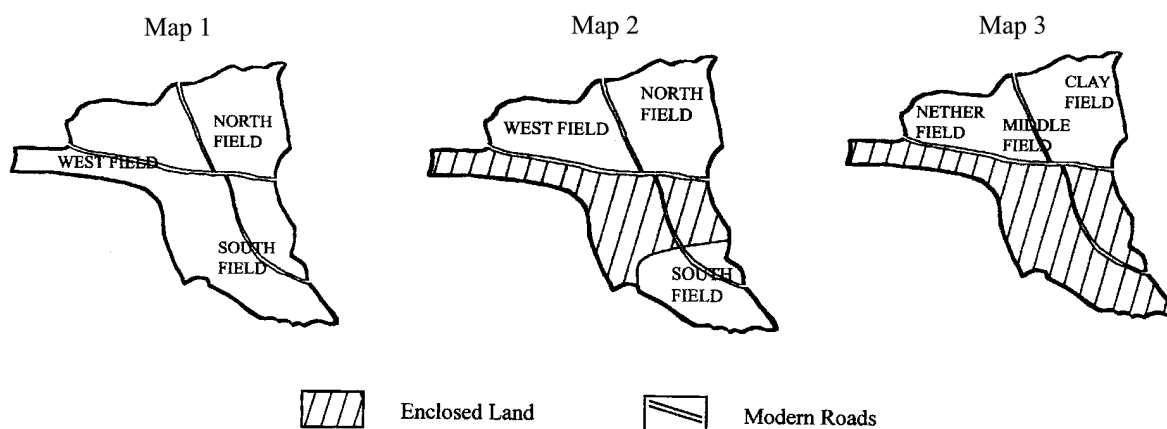 Map 1
NORTH
FIELD
WEST FIELD
SOUTH
FIELD
Map 2
NORTH
FIELD
WEST FIELD
SOUTH
FIELD
Map 3
CLAY
FIELD
NETHER
FIELD
MIDDLE
FIELD
Enclosed Land
Modern Roads